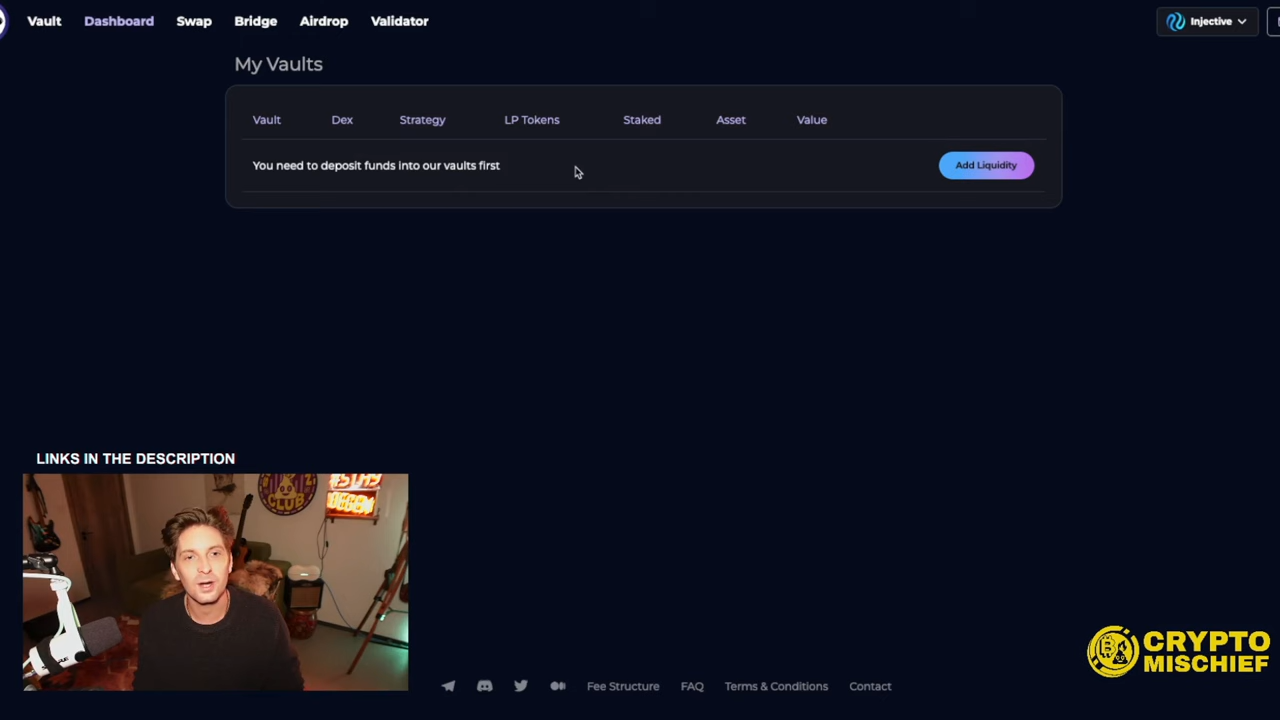 Vault Dashboard Swap Bridge Airdrop Validator Injective
My Vaults
Vault Dex Strategy LP Tokens Staked Asset Value
You need to deposit funds into our vaults first Add Liquidity
LINKS IN THE DESCRIPTION
CLUB
#STAY
CRYPTO
MISCHIEF
Fee Structure FAQ Terms & Conditions Contact